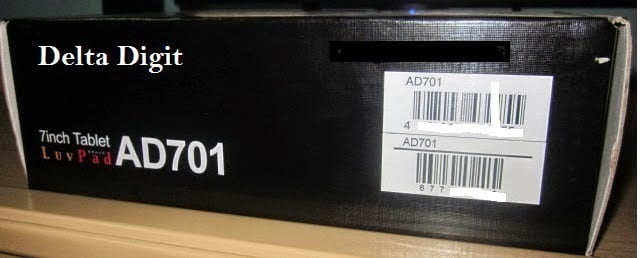 Delta Digit
AD701
4
AD701
877
7inch Tablet
LuvPad AD701